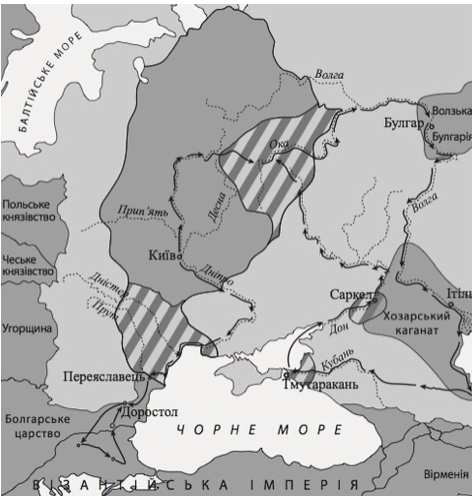 БАЛТІЙСЬКЕ МОРЕ
Волга
Булгар
Волзька
Булгарія
Ока
Десна
Прип'ять
Волга
Польське
князівство
Київ
Дніпро
Чеське
князівство
Дністер
Прут
Саркел
Ітіль
Хозарський
каганат
Угорщина
Дон
Кубань
Переяславець
Тмутаракань
Доростол
Болгарське
царство
ЧОРНЕ МОРЕ
Вірменія
ВІЗАНТІЙСЬКА ІМПЕРІЯ